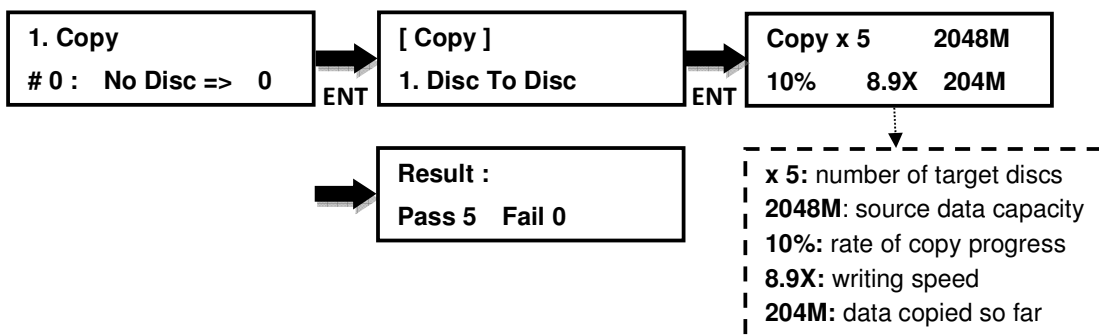 1. Copy
# 0 : No Disc => 0
ENT
[ Copy ]
1. Disc To Disc
ENT
Copy x 5 2048M
10% 8.9X 204M
Result :
Pass 5 Fail 0
x 5: number of target discs
2048M: source data capacity
10%: rate of copy progress
8.9X: writing speed
204M: data copied so far